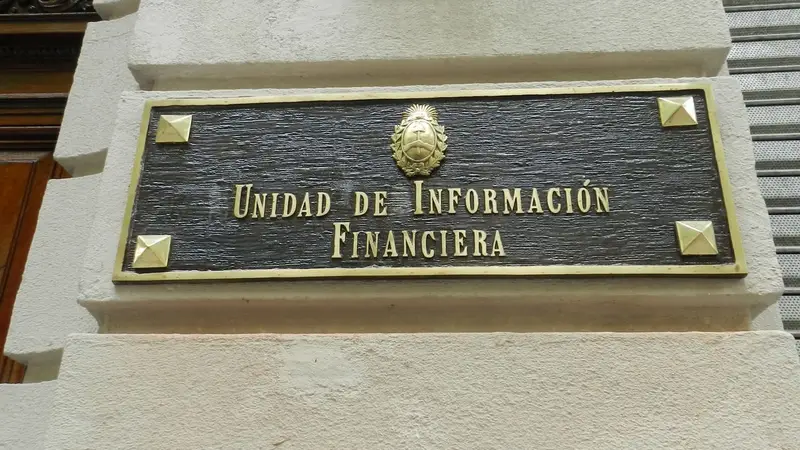 Unidad de Información
Financiera